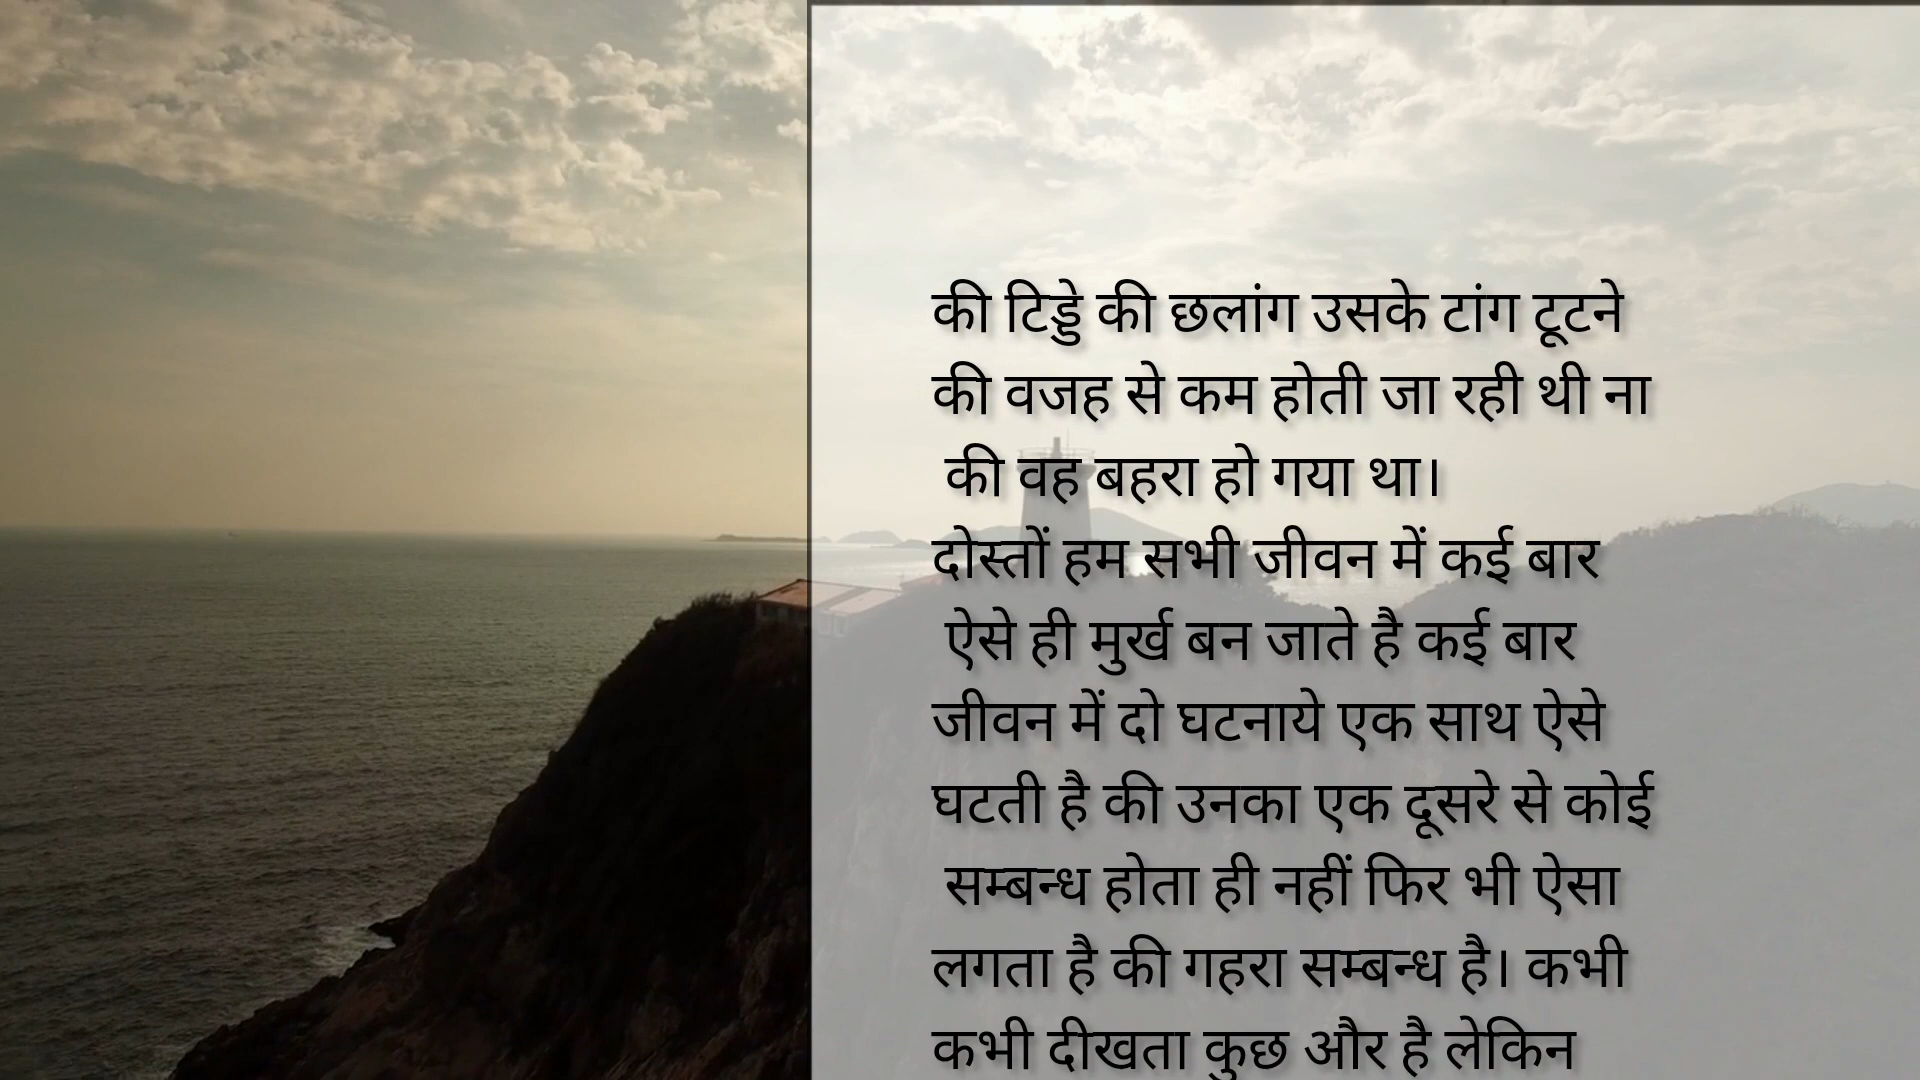 की टिड्डे की छलांग उसके टांग टूटने
की वजह से कम होती जा रही थी ना
की वह बहरा हो गया था।
दोस्तों हम सभी जीवन में कई बार
ऐसे ही मुर्ख बन जाते है कई बार
जीवन में दो घटनाये एक साथ ऐसे
घटती है की उनका एक दूसरे से कोई
सम्बन्ध होता ही नहीं फिर भी ऐसा
लगता है की गहरा सम्बन्ध है। कभी
कभी दीखता कुछ और है लेकिन